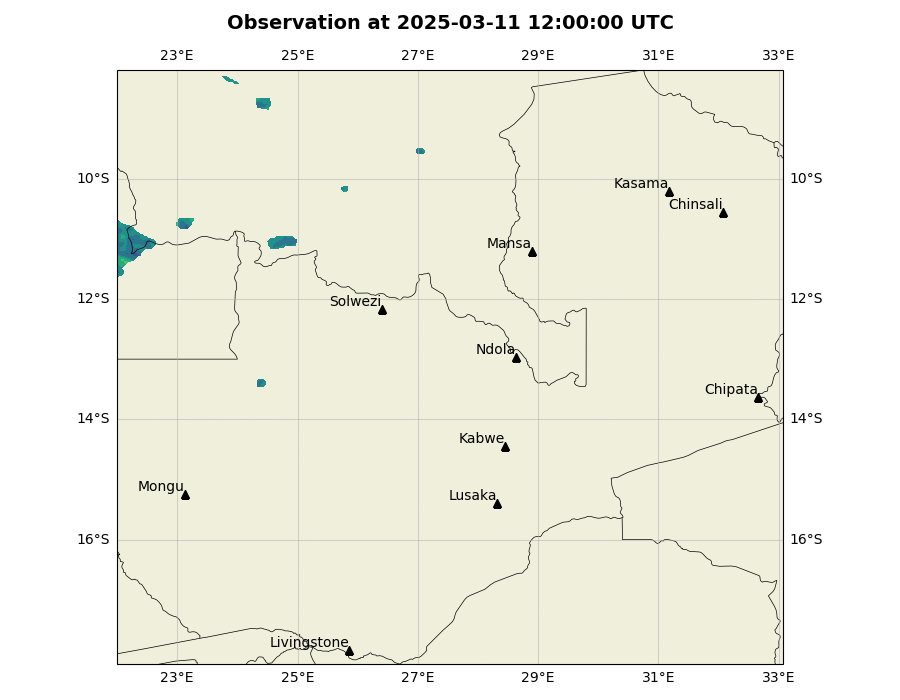 Observation at 2025-03-11 12:00:00 UTC
23°E 25°E 27°E 29°E 31°E 33°E
10°S Kasama 10°S
Chinsali
Mansa
12°S Solwezi 12°S
Ndola
Chipata
14°S 14°S
Kabwe
Mongu
Lusaka
16°S 16°S
Livingstone
23°E 25°E 27°E 29°E 31°E 33°E